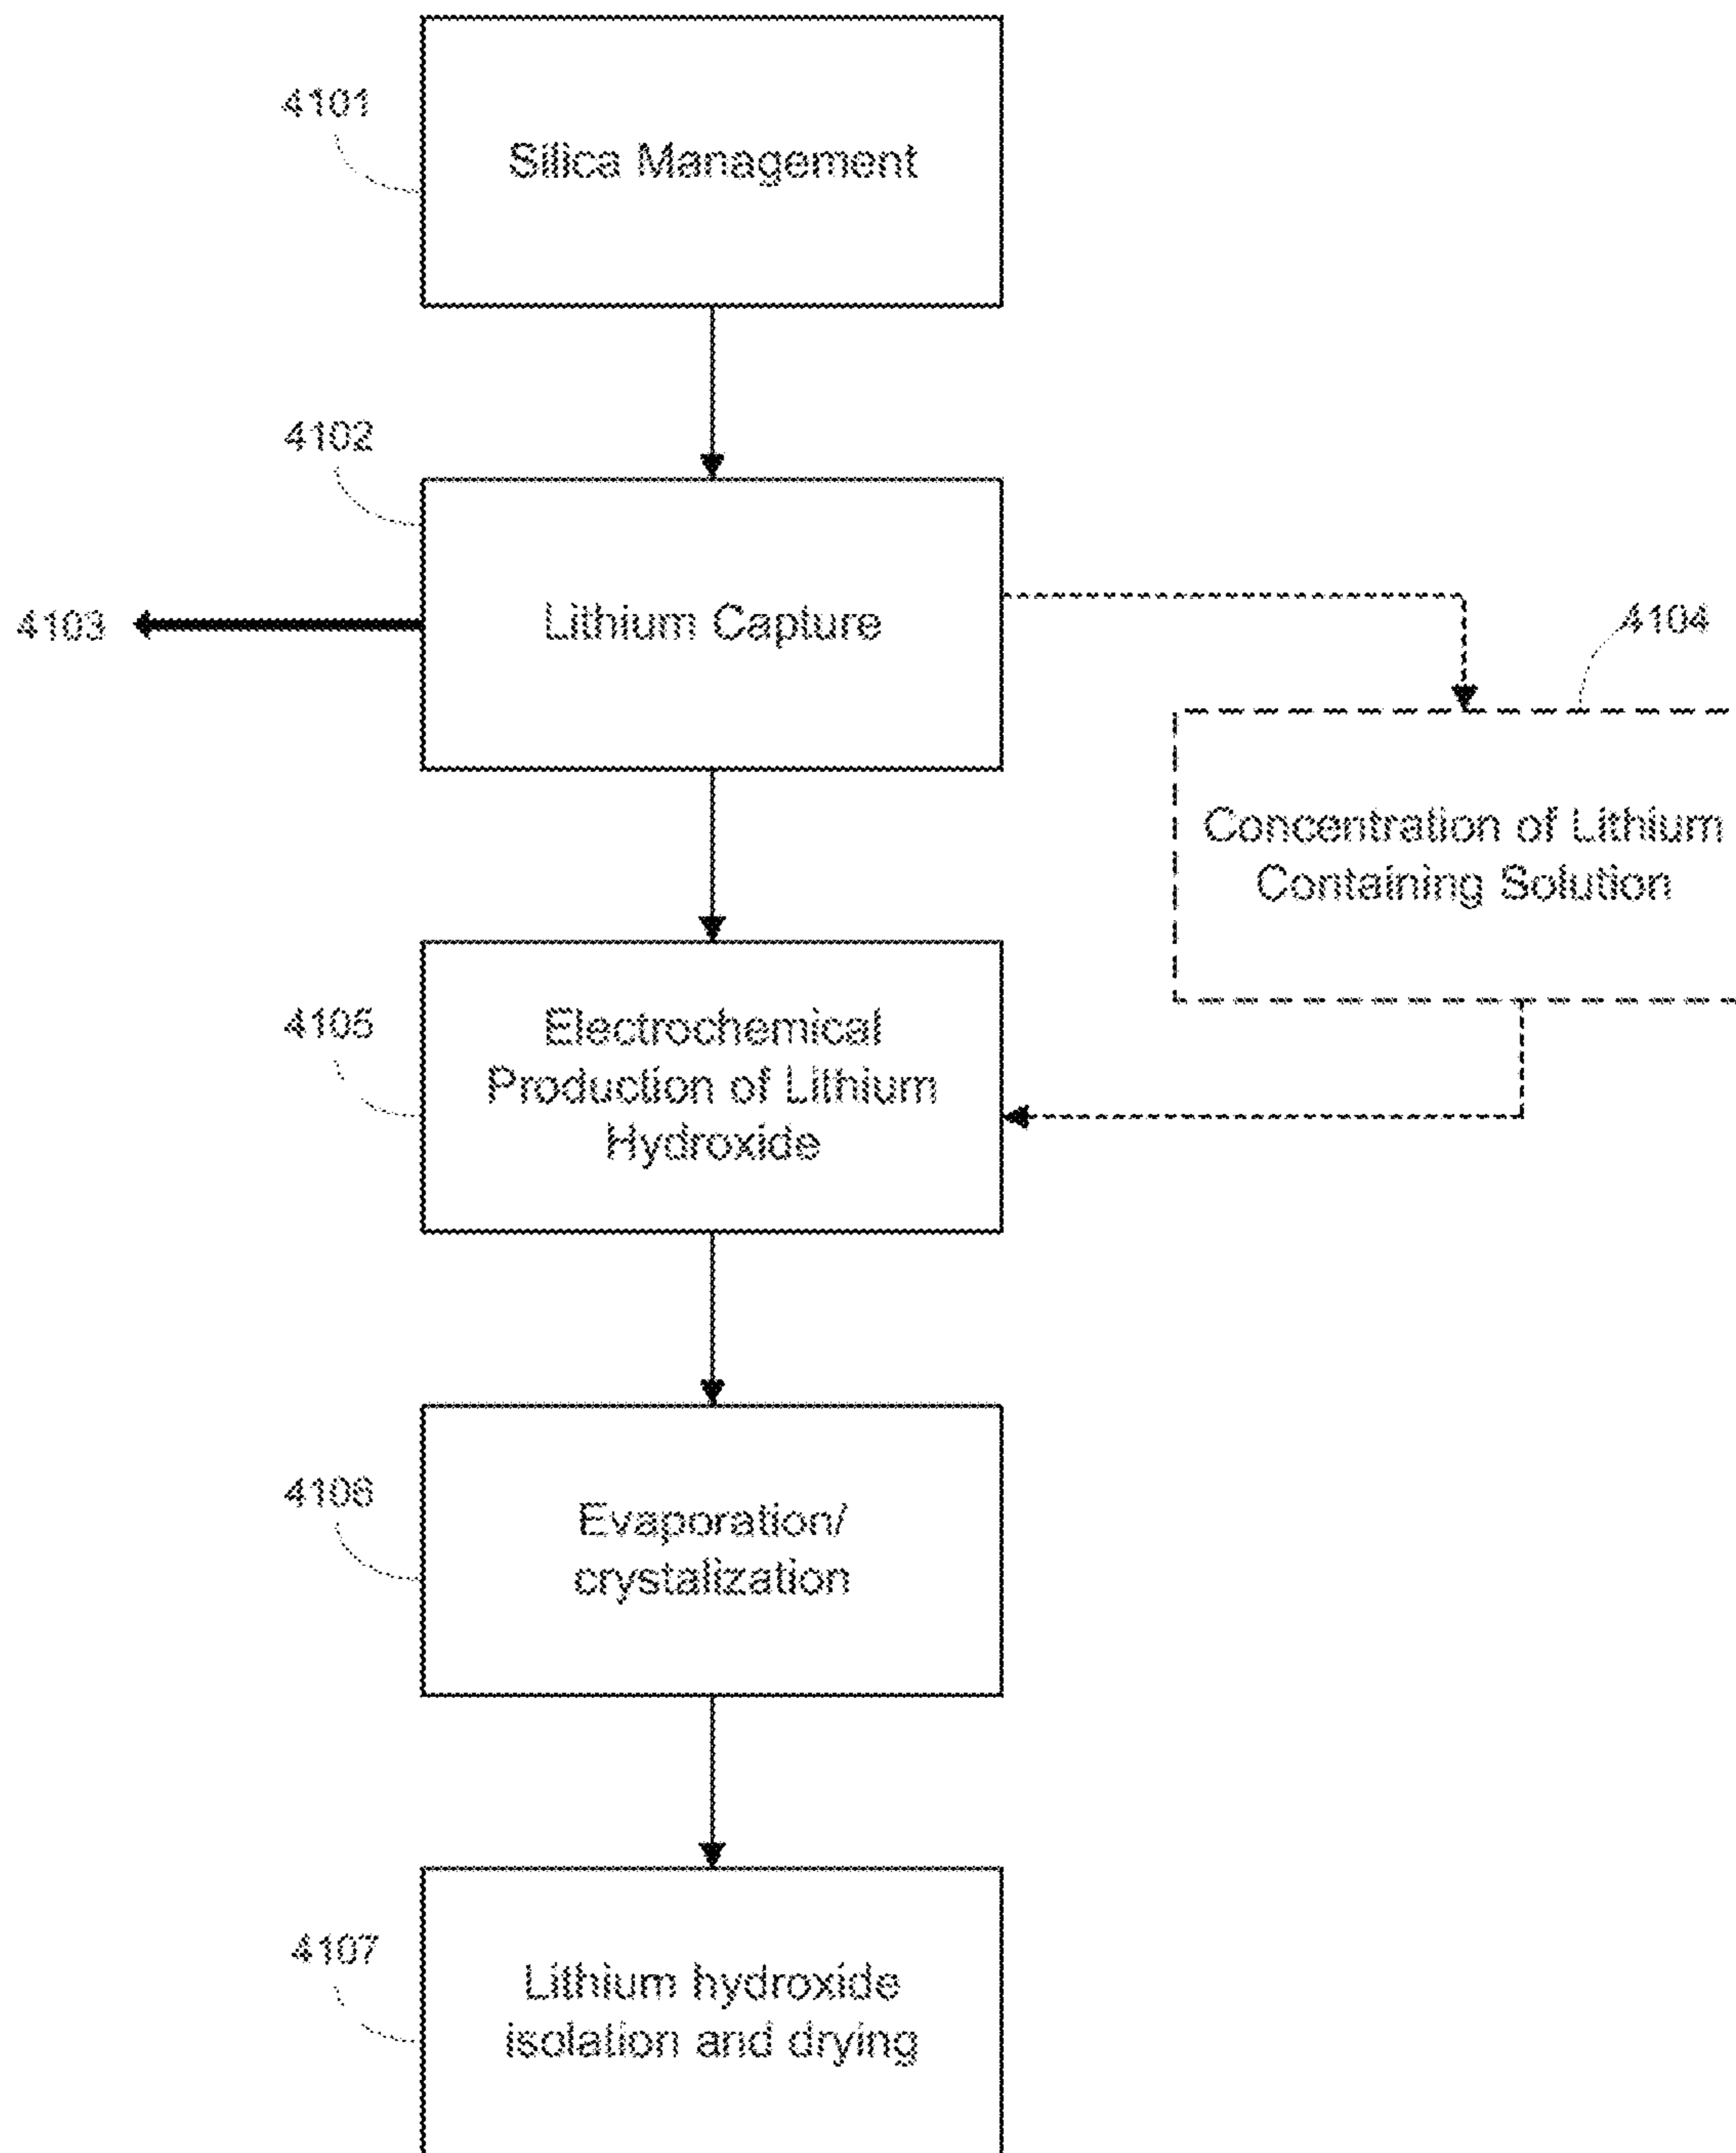 4101
Silica Management
4102
Lithium Capture
4103
4104
Concentration of Lithium
Containing Solution
4105
Electrochemical
Production of Lithium
Hydroxide
4106
Evaporation/
crystalization
4107
Lithium hydroxide
isolation and drying